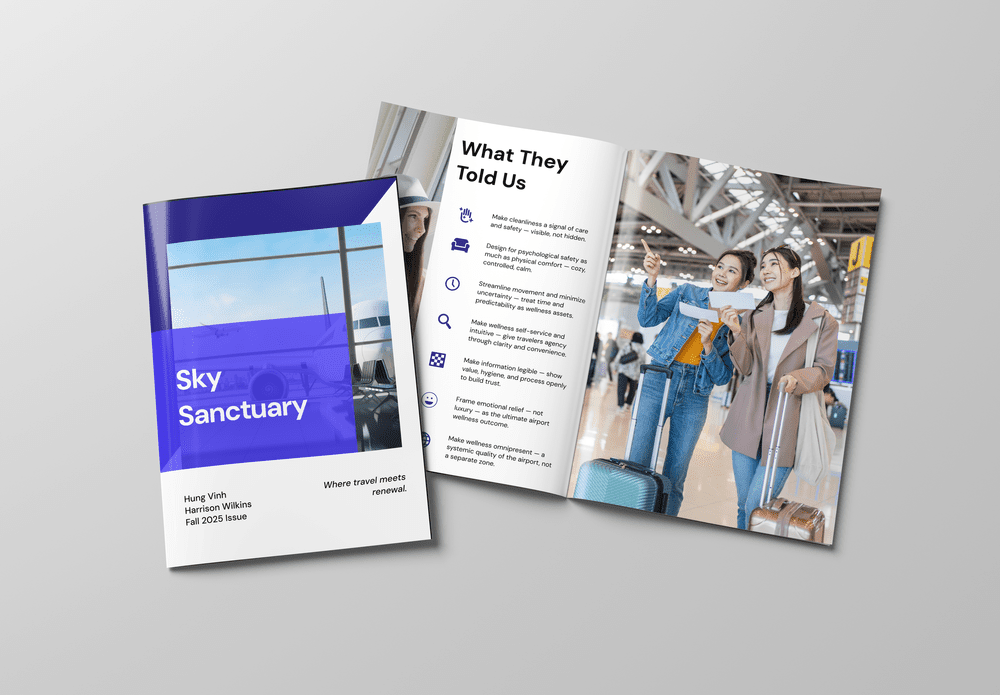 Sky
Sanctuary
Hung Vinh
Harrison Wilkins
Fall 2025 Issue
Where travel meets
renewal.
What They
Told Us
Make cleanliness a signal of care
and safety — visible, not hidden.
Design for psychological safety as
much as physical comfort — cozy,
controlled, calm.
Streamline movement and minimize
uncertainty — treat time and
predictability as wellness assets.
Make wellness self-service and
intuitive — give travelers agency
through clarity and convenience.
Make information legible — show
value, hygiene, and process openly
to build trust.
Frame emotional relief — not
luxury — as the ultimate airport
wellness outcome.
Make wellness omnipresent — a
systemic quality of the airport, not
a separate zone.